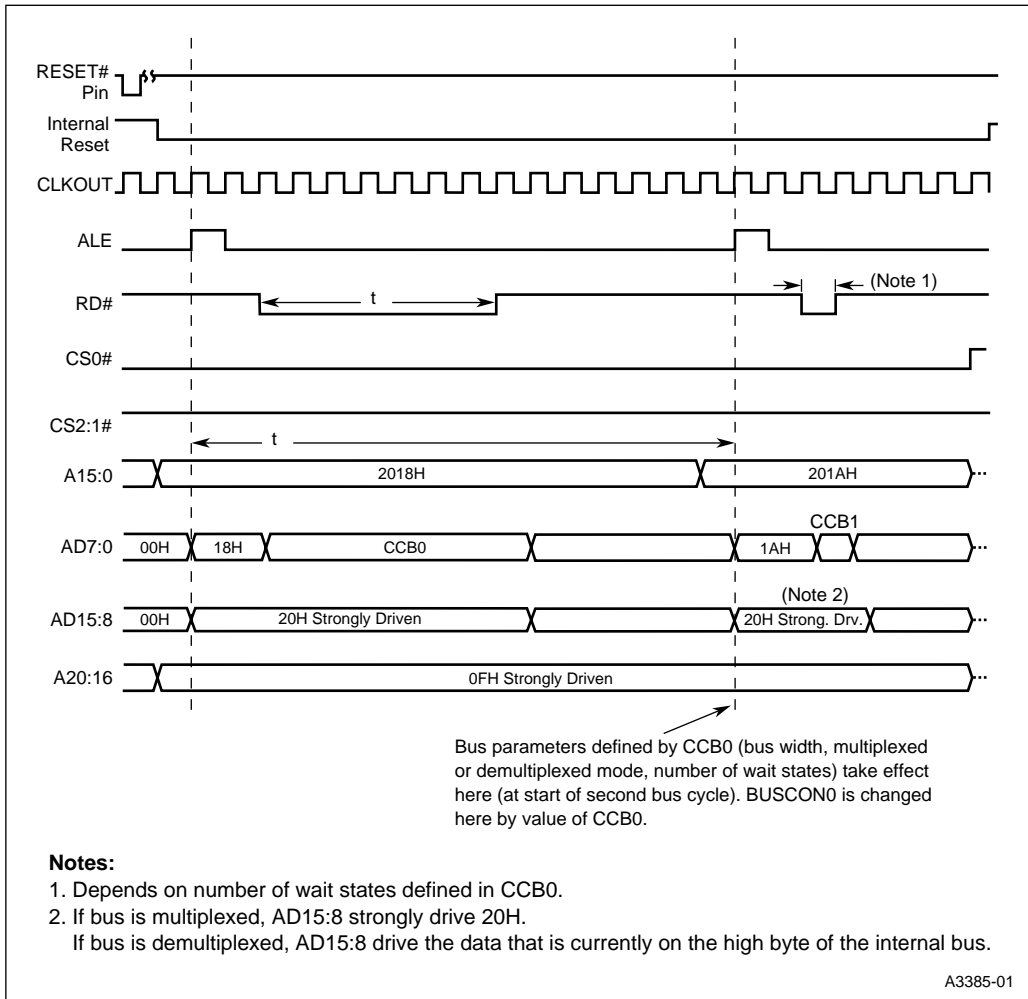 RESET#
Pin
Internal
Reset
CLKOUT
ALE
RD#
t
(Note 1)
CS0#
CS2:1#
t
A15:0
2018H
201AH
CCB1
AD7:0
00H
18H
CCB0
1AH
(Note 2)
AD15:8
00H
20H Strongly Driven
20H Strong. Drv.
A20:16
0FH Strongly Driven
Bus parameters defined by CCB0 (bus width, multiplexed
or demultiplexed mode, number of wait states) take effect
here (at start of second bus cycle). BUSCON0 is changed
here by value of CCB0.
Notes:
1. Depends on number of wait states defined in CCB0.
2. If bus is multiplexed, AD15:8 strongly drive 20H.
If bus is demultiplexed, AD15:8 drive the data that is currently on the high byte of the internal bus.
A3385-01